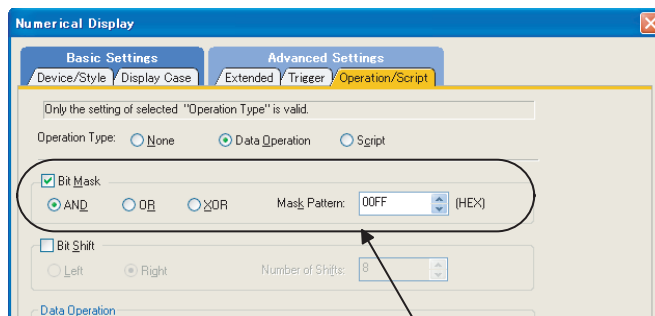 Numerical Display
Basic Settings Advanced Settings
Device/Style Display Case Extended Trigger Operation/Script
Only the setting of selected "Operation Type" is valid.
Operation Type: None Data Operation Script
Bit Mask
AND OR XOR Mask Pattern: 00FF (HEX)
Bit Shift
Left Right Number of Shifts: 8
Data Operation